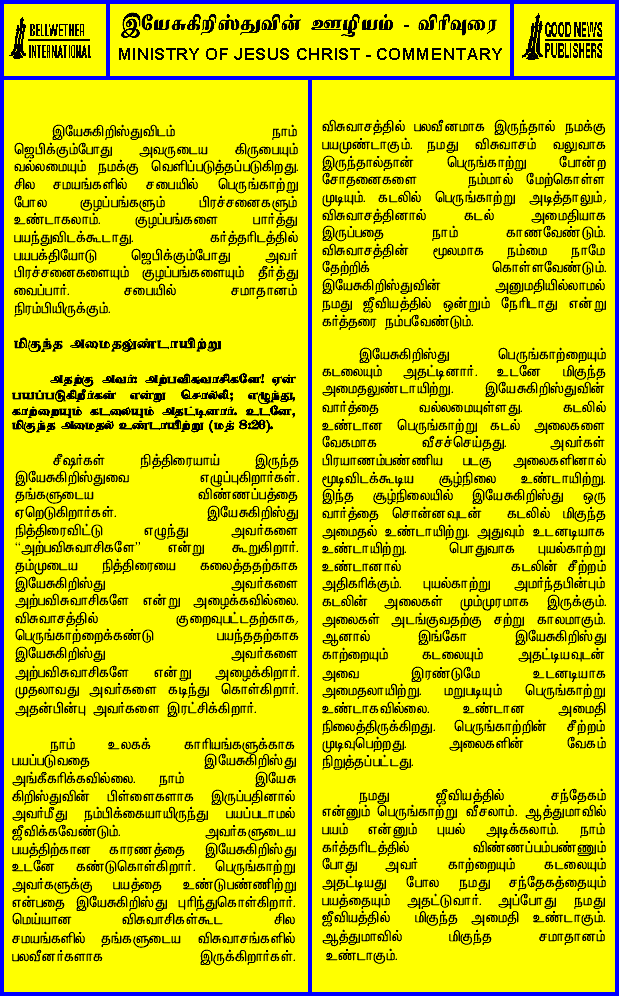 BELLWETHER
INTERNATIONAL
இயேசுகிறிஸ்துவின் ஊழியம் - விரிவுரை
MINISTRY OF JESUS CHRIST - COMMENTARY
GOOD NEWS
PUBLISHERS
இயேசுகிறிஸ்துவிடம் நாம்
ஜெபிக்கும்போது அவருடைய கிருபையும்
வல்லமையும் நமக்கு வெளிப்படுத்தப்படுகிறது.
சில சமயங்களில் சபையில் பெருங்காற்று
போல குழப்பங்களும் பிரச்சனைகளும்
உண்டாகலாம். குழப்பங்களை பார்த்து
பயந்துவிடக்கூடாது. கர்த்தரிடத்தில்
பயபக்தியோடு ஜெபிக்கும்போது அவர்
பிரச்சனைகளையும் குழப்பங்களையும் தீர்த்து
வைப்பார். சபையில் சமாதானம்
நிரம்பியிருக்கும்.
மிகுந்த அமைதலுண்டாயிற்று
அதற்கு அவர்: அற்பவிசுவாசிகளே! ஏன்
பயப்படுகிறீர்கள் என்று சொல்லி; எழுந்து,
காற்றையும் கடலையும் அதட்டினார். உடனே,
மிகுந்த அமைதல் உண்டாயிற்று (மத் 8:26).
சீஷர்கள் நித்திரையாய் இருந்த
இயேசுகிறிஸ்துவை எழுப்புகிறார்கள்.
தங்களுடைய விண்ணப்பத்தை
ஏறெடுகிறார்கள். இயேசுகிறிஸ்து
நித்திரைவிட்டு எழுந்து அவர்களை
“அற்பவிசுவாசிகளே” என்று கூறுகிறார்.
தம்முடைய நித்திரையை கலைத்ததற்காக
இயேசுகிறிஸ்து அவர்களை
அற்பவிசுவாசிகளே என்று அழைக்கவில்லை.
விசுவாசத்தில் குறைவுபட்டதற்காக,
பெருங்காற்றைக்கண்டு பயந்ததற்காக
இயேசுகிறிஸ்து அவர்களை
அற்பவிசுவாசிகளே என்று அழைக்கிறார்.
முதலாவது அவர்களை கடிந்து கொள்கிறார்.
அதன்பின்பு அவர்களை இரட்சிக்கிறார்.
நாம் உலகக் காரியங்களுக்காக
பயப்படுவதை இயேசுகிறிஸ்து
அங்கீகரிக்கவில்லை. நாம் இயேசு
கிறிஸ்துவின் பிள்ளைகளாக இருப்பதினால்
அவர்மீது நம்பிக்கையாயிருந்து பயப்படாமல்
ஜீவிக்கவேண்டும். அவர்களுடைய
பயத்திற்கான காரணத்தை இயேசுகிறிஸ்து
உடனே கண்டுகொள்கிறார். பெருங்காற்று
அவர்களுக்கு பயத்தை உண்டுபண்ணிற்று
என்பதை இயேசுகிறிஸ்து புரிந்துகொள்கிறார்.
மெய்யான விசுவாசிகள்கூட சில
சமயங்களில் தங்களுடைய விசுவாசங்களில்
பலவீனர்களாக இருக்கிறார்கள்.
விசுவாசத்தில் பலவீனமாக இருந்தால் நமக்கு
பயமுண்டாகும். நமது விசுவாசம் வலுவாக
இருந்தால்தான் பெருங்காற்று போன்ற
சோதனைகளை நம்மால் மேற்கொள்ள
முடியும். கடலில் பெருங்காற்று அடித்தாலும்,
விசுவாசத்தினால் கடல் அமைதியாக
இருப்பதை நாம் காணவேண்டும்.
விசுவாசத்தின் மூலமாக நம்மை நாமே
தேற்றிக் கொள்ளவேண்டும்.
இயேசுகிறிஸ்துவின் அனுமதியில்லாமல்
நமது ஜீவியத்தில் ஒன்றும் நேரிடாது என்று
கர்த்தரை நம்பவேண்டும்.
இயேசுகிறிஸ்து பெருங்காற்றையும்
கடலையும் அதட்டினார். உடனே மிகுந்த
அமைதலுண்டாயிற்று. இயேசுகிறிஸ்துவின்
வார்த்தை வல்லமையுள்ளது. கடலில்
உண்டான பெருங்காற்று கடல் அலைகளை
வேகமாக வீசச்செய்தது. அவர்கள்
பிரயாணம்பண்ணிய படகு அலைகளினால்
மூடிவிடக்கூடிய சூழ்நிலை உண்டாயிற்று.
இந்த சூழ்நிலையில் இயேசுகிறிஸ்து ஒரு
வார்த்தை சொன்னவுடன் கடலில் மிகுந்த
அமைதல் உண்டாயிற்று. அதுவும் உடனடியாக
உண்டாயிற்று. பொதுவாக புயல்காற்று
உண்டானால் கடலின் சீற்றம்
அதிகரிக்கும். புயல்காற்று அமர்ந்தபின்பும்
கடலின் அலைகள் மும்முரமாக இருக்கும்.
அலைகள் அடங்குவதற்கு சற்று காலமாகும்.
ஆனால் இங்கோ இயேசுகிறிஸ்து
காற்றையும் கடலையும் அதட்டியவுடன்
அவை இரண்டுமே உடனடியாக
அமைதலாயிற்று. மறுபடியும் பெருங்காற்று
உண்டாகவில்லை. உண்டான அமைதி
நிலைத்திருக்கிறது. பெருங்காற்றின் சீற்றம்
முடிவுபெற்றது. அலைகளின் வேகம்
நிறுத்தப்பட்டது.
நமது ஜீவியத்தில் சந்தேகம்
என்னும் பெருங்காற்று வீசலாம். ஆத்துமாவில்
பயம் என்னும் புயல் அடிக்கலாம். நாம்
கர்த்தரிடத்தில் விண்ணப்பம்பண்ணும்
போது அவர் காற்றையும் கடலையும்
அதட்டியது போல நமது சந்தேகத்தையும்
பயத்தையும் அதட்டுவார். அப்போது நமது
ஜீவியத்தில் மிகுந்த அமைதி உண்டாகும்.
ஆத்துமாவில் மிகுந்த சமாதானம்
உண்டாகும்.